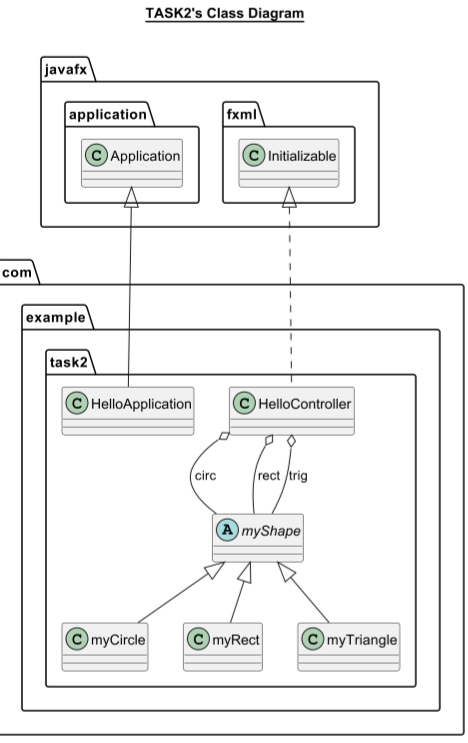 TASK2's Class Diagram
javafx
application
fxml
C Application
C Initializable
com
example
task2
C HelloApplication
C HelloController
circ
rect
trig
A myShape
C myCircle
C myRect
C myTriangle